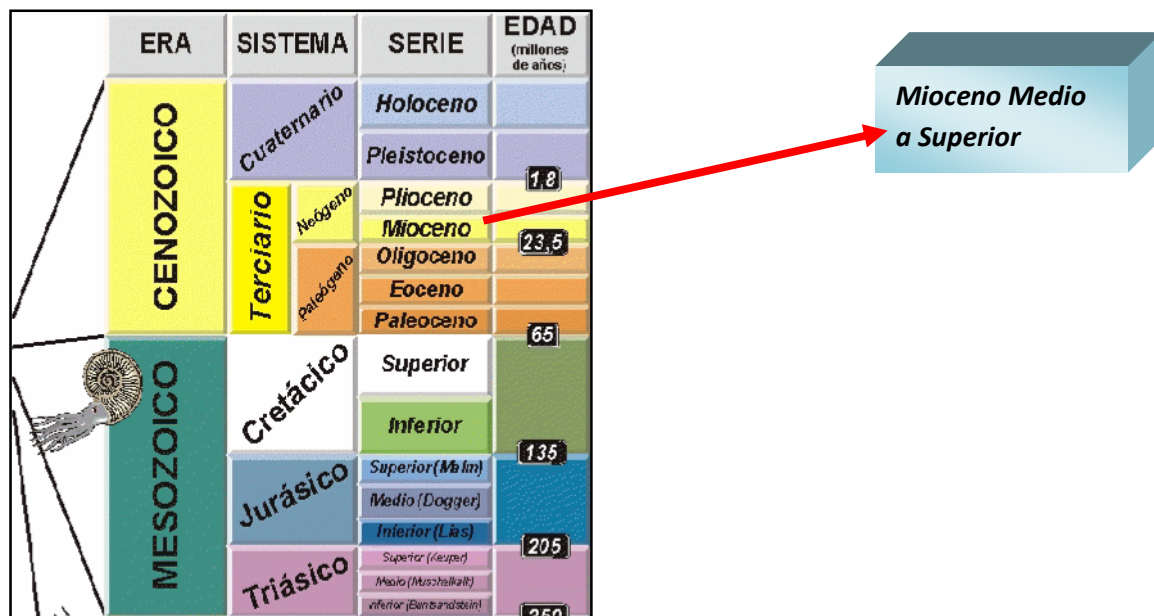 ERA
SISTEMA
SERIE
EDAD
(millones
de años)
CENOZOICO
Cuaternario
Holoceno
Pleistoceno
1,8
Terciario
Neógeno
Plioceno
Mioceno
23,5
Paleógeno
Oligoceno
Eoceno
Paleoceno
65
MESOZOICO
Cretácico
Superior
Inferior
135
Jurásico
Superior (Malm)
Medio (Dogger)
Inferior (Lias)
205
Triásico
Superior (Keuper)
Medio (Muschelkalk)
Inferior (Buntsandstein)
Mioceno Medio
a Superior